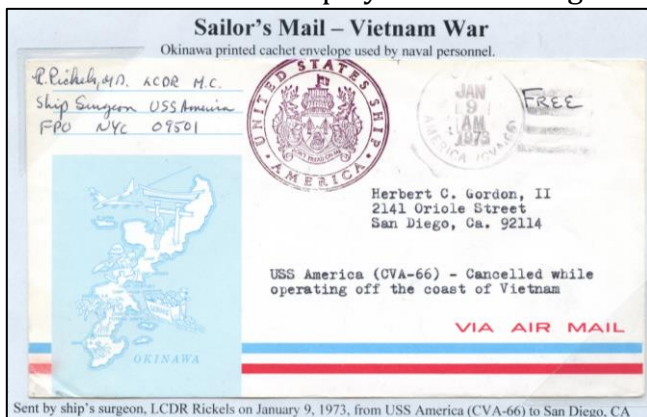 Sailor's Mail – Vietnam War
Okinawa printed cachet envelope used by naval personnel.
R. Rickels, M.D. LCDR M.C.
Ship Surgeon USS America
FPO NYC 09501
UNITED STATES SHIP
AMERICA
JAN
9
AM
1973
AMERICA (CVA-66)
FREE
Herbert C. Gordon, II
2141 Oriole Street
San Diego, Ca. 92114
USS America (CVA-66) - Cancelled while
operating off the coast of Vietnam
VIA AIR MAIL
OKINAWA
Sent by ship's surgeon, LCDR Rickels on January 9, 1973, from USS America (CVA-66) to San Diego, CA